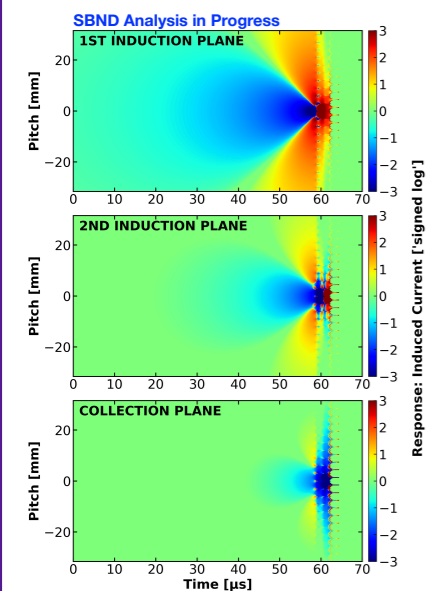 SBND Analysis in Progress
1ST INDUCTION PLANE
Pitch [mm]
20
0
−20
0 10 20 30 40 50 60 70
3
2
1
0
−1
−2
−3
2ND INDUCTION PLANE
Pitch [mm]
20
0
−20
0 10 20 30 40 50 60 70
3
2
1
0
−1
−2
−3
COLLECTION PLANE
Pitch [mm]
20
0
−20
0 10 20 30 40 50 60 70
3
2
1
0
−1
−2
−3
Time [µs]
Response: Induced Current ['signed log']